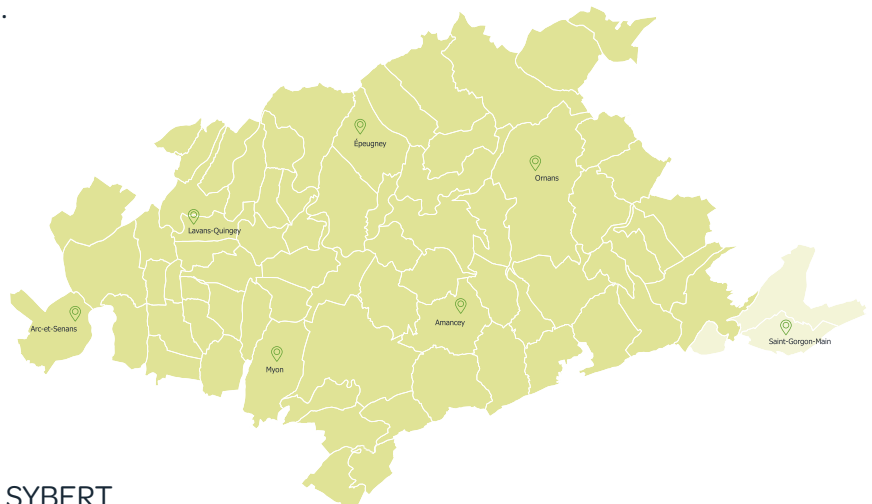 .
Épeugney
Ornans
Lavans-Quingey
Amancey
Arc-et-Senans
Saint-Gorgon-Main
Myon
SYBERT